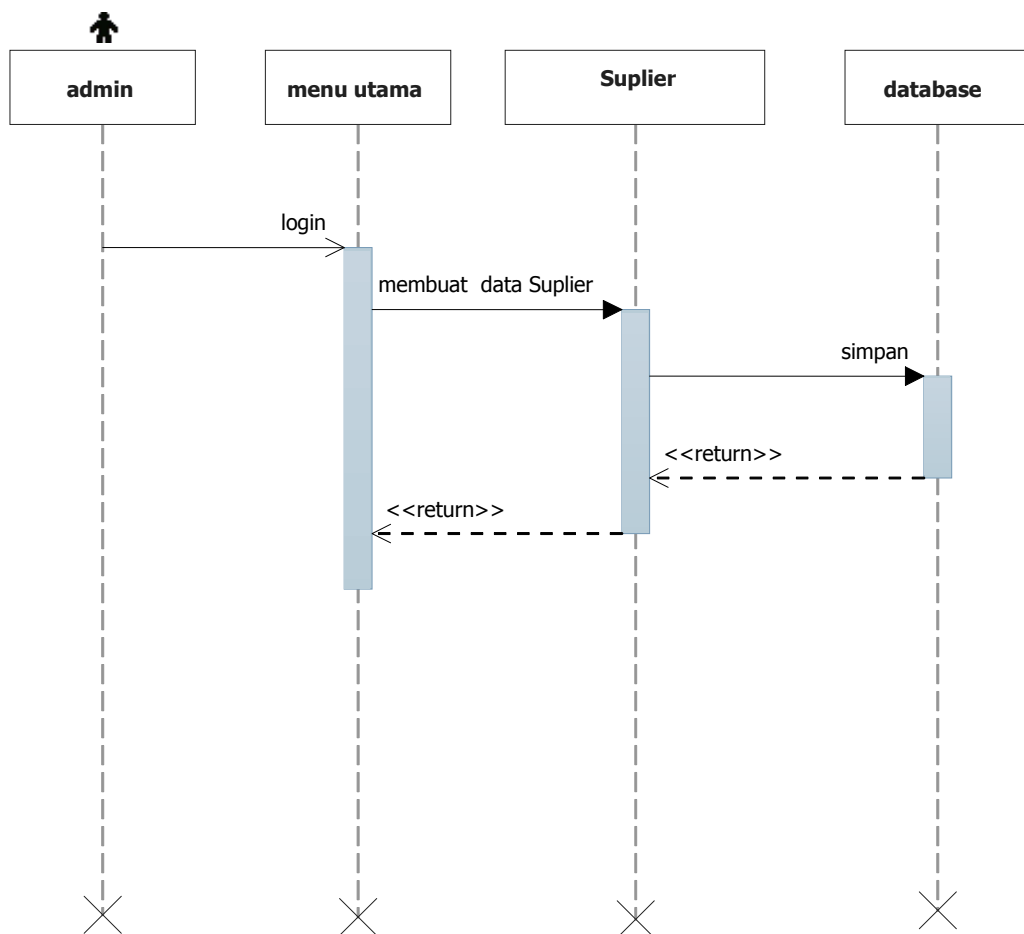 admin
menu utama
Suplier
database
login
membuat  data Suplier
simpan
<<return>>
<<return>>